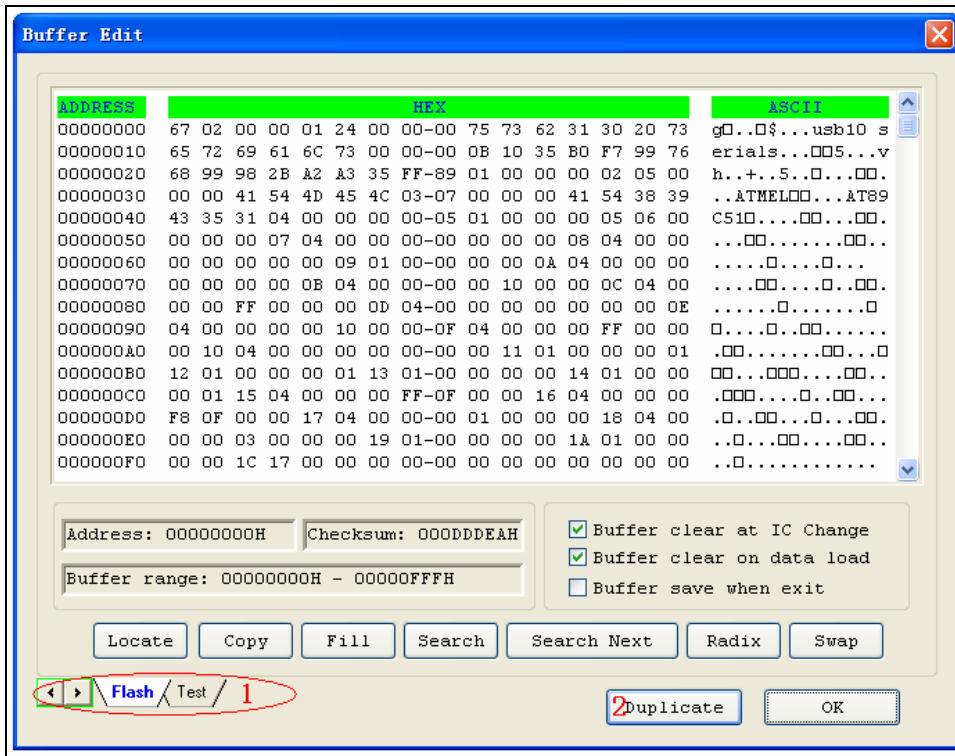 Buffer Edit
ADDRESS HEX ASCII
00000000 67 02 00 00 01 24 00 00-00 75 73 62 31 30 20 73 g□..□$...usb10 s
00000010 65 72 69 61 6C 73 00 00-00 0B 10 35 B0 F7 99 76 erials...□□5...v
00000020 68 99 98 2B A2 A3 35 FF-89 01 00 00 00 02 05 00 h..+..5..□...□□.
00000030 00 00 41 54 4D 45 4C 03-07 00 00 00 41 54 38 39 ..ATMEL□□...AT89
00000040 43 35 31 04 00 00 00 00-05 01 00 00 00 05 06 00 C51□....□□...□□.
00000050 00 00 00 07 04 00 00 00-00 00 00 00 08 04 00 00 ...□□.......□□..
00000060 00 00 00 00 00 09 01 00-00 00 00 0A 04 00 00 00 .....□....□...
00000070 00 00 00 00 0B 04 00 00-00 00 10 00 00 0C 04 00 ....□□....□..□□.
00000080 00 00 FF 00 00 00 0D 04-00 00 00 00 00 00 00 0E ......□........□
00000090 04 00 00 00 00 10 00 00-0F 04 00 00 00 FF 00 00 □....□..□□......
000000A0 00 10 04 00 00 00 00 00-00 00 11 01 00 00 00 01 .□□.......□□...□
000000B0 12 01 00 00 00 01 13 01-00 00 00 00 14 01 00 00 □□...□□□....□□..
000000C0 00 01 15 04 00 00 00 FF-0F 00 00 16 04 00 00 00 .□□□....□..□□...
000000D0 F8 0F 00 00 17 04 00 00-00 01 00 00 00 18 04 00 .□..□□...□...□□.
000000E0 00 00 03 00 00 00 19 01-00 00 00 00 1A 01 00 00 ..□...□□....□□..
000000F0 00 00 1C 17 00 00 00 00-00 00 00 00 00 00 00 00 ..□............
Address: 00000000H Checksum: 000DDDEAH
Buffer range: 00000000H - 00000FFFH
Buffer clear at IC Change
Buffer clear on data load
Buffer save when exit
Locate Copy Fill Search Search Next Radix Swap
Flash Test 1
2 Duplicate OK